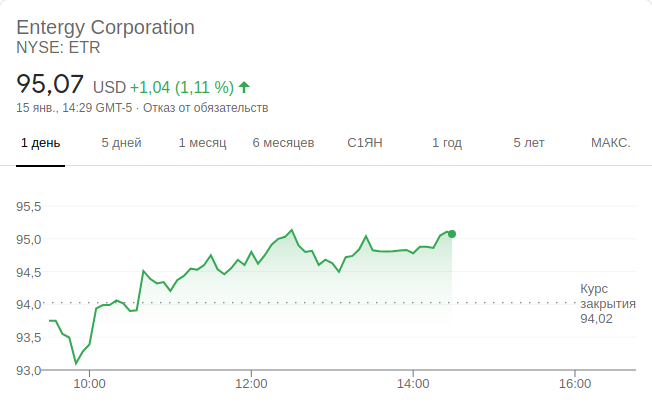 Entergy Corporation
NYSE: ETR
95,07 USD +1,04 (1,11 %)
15 янв., 14:29 GMT-5 · Отказ от обязательств
1 день 5 дней 1 месяц 6 месяцев С1ЯН 1 год 5 лет МАКС.
95,5
95,0
94,5
94,0
93,5
93,0
Курс
закрытия
94,02
10:00 12:00 14:00 16:00